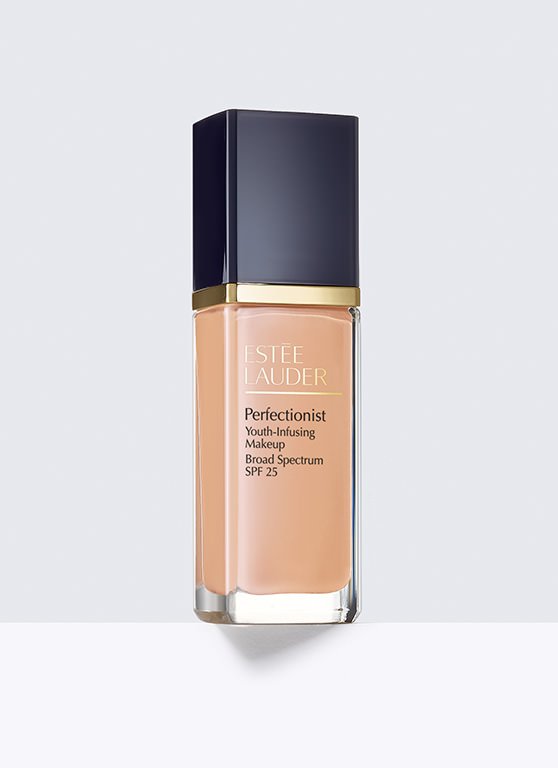 ESTĒE
LAUDER
Perfectionist
Youth-Infusing
Makeup
Broad Spectrum
SPF 25